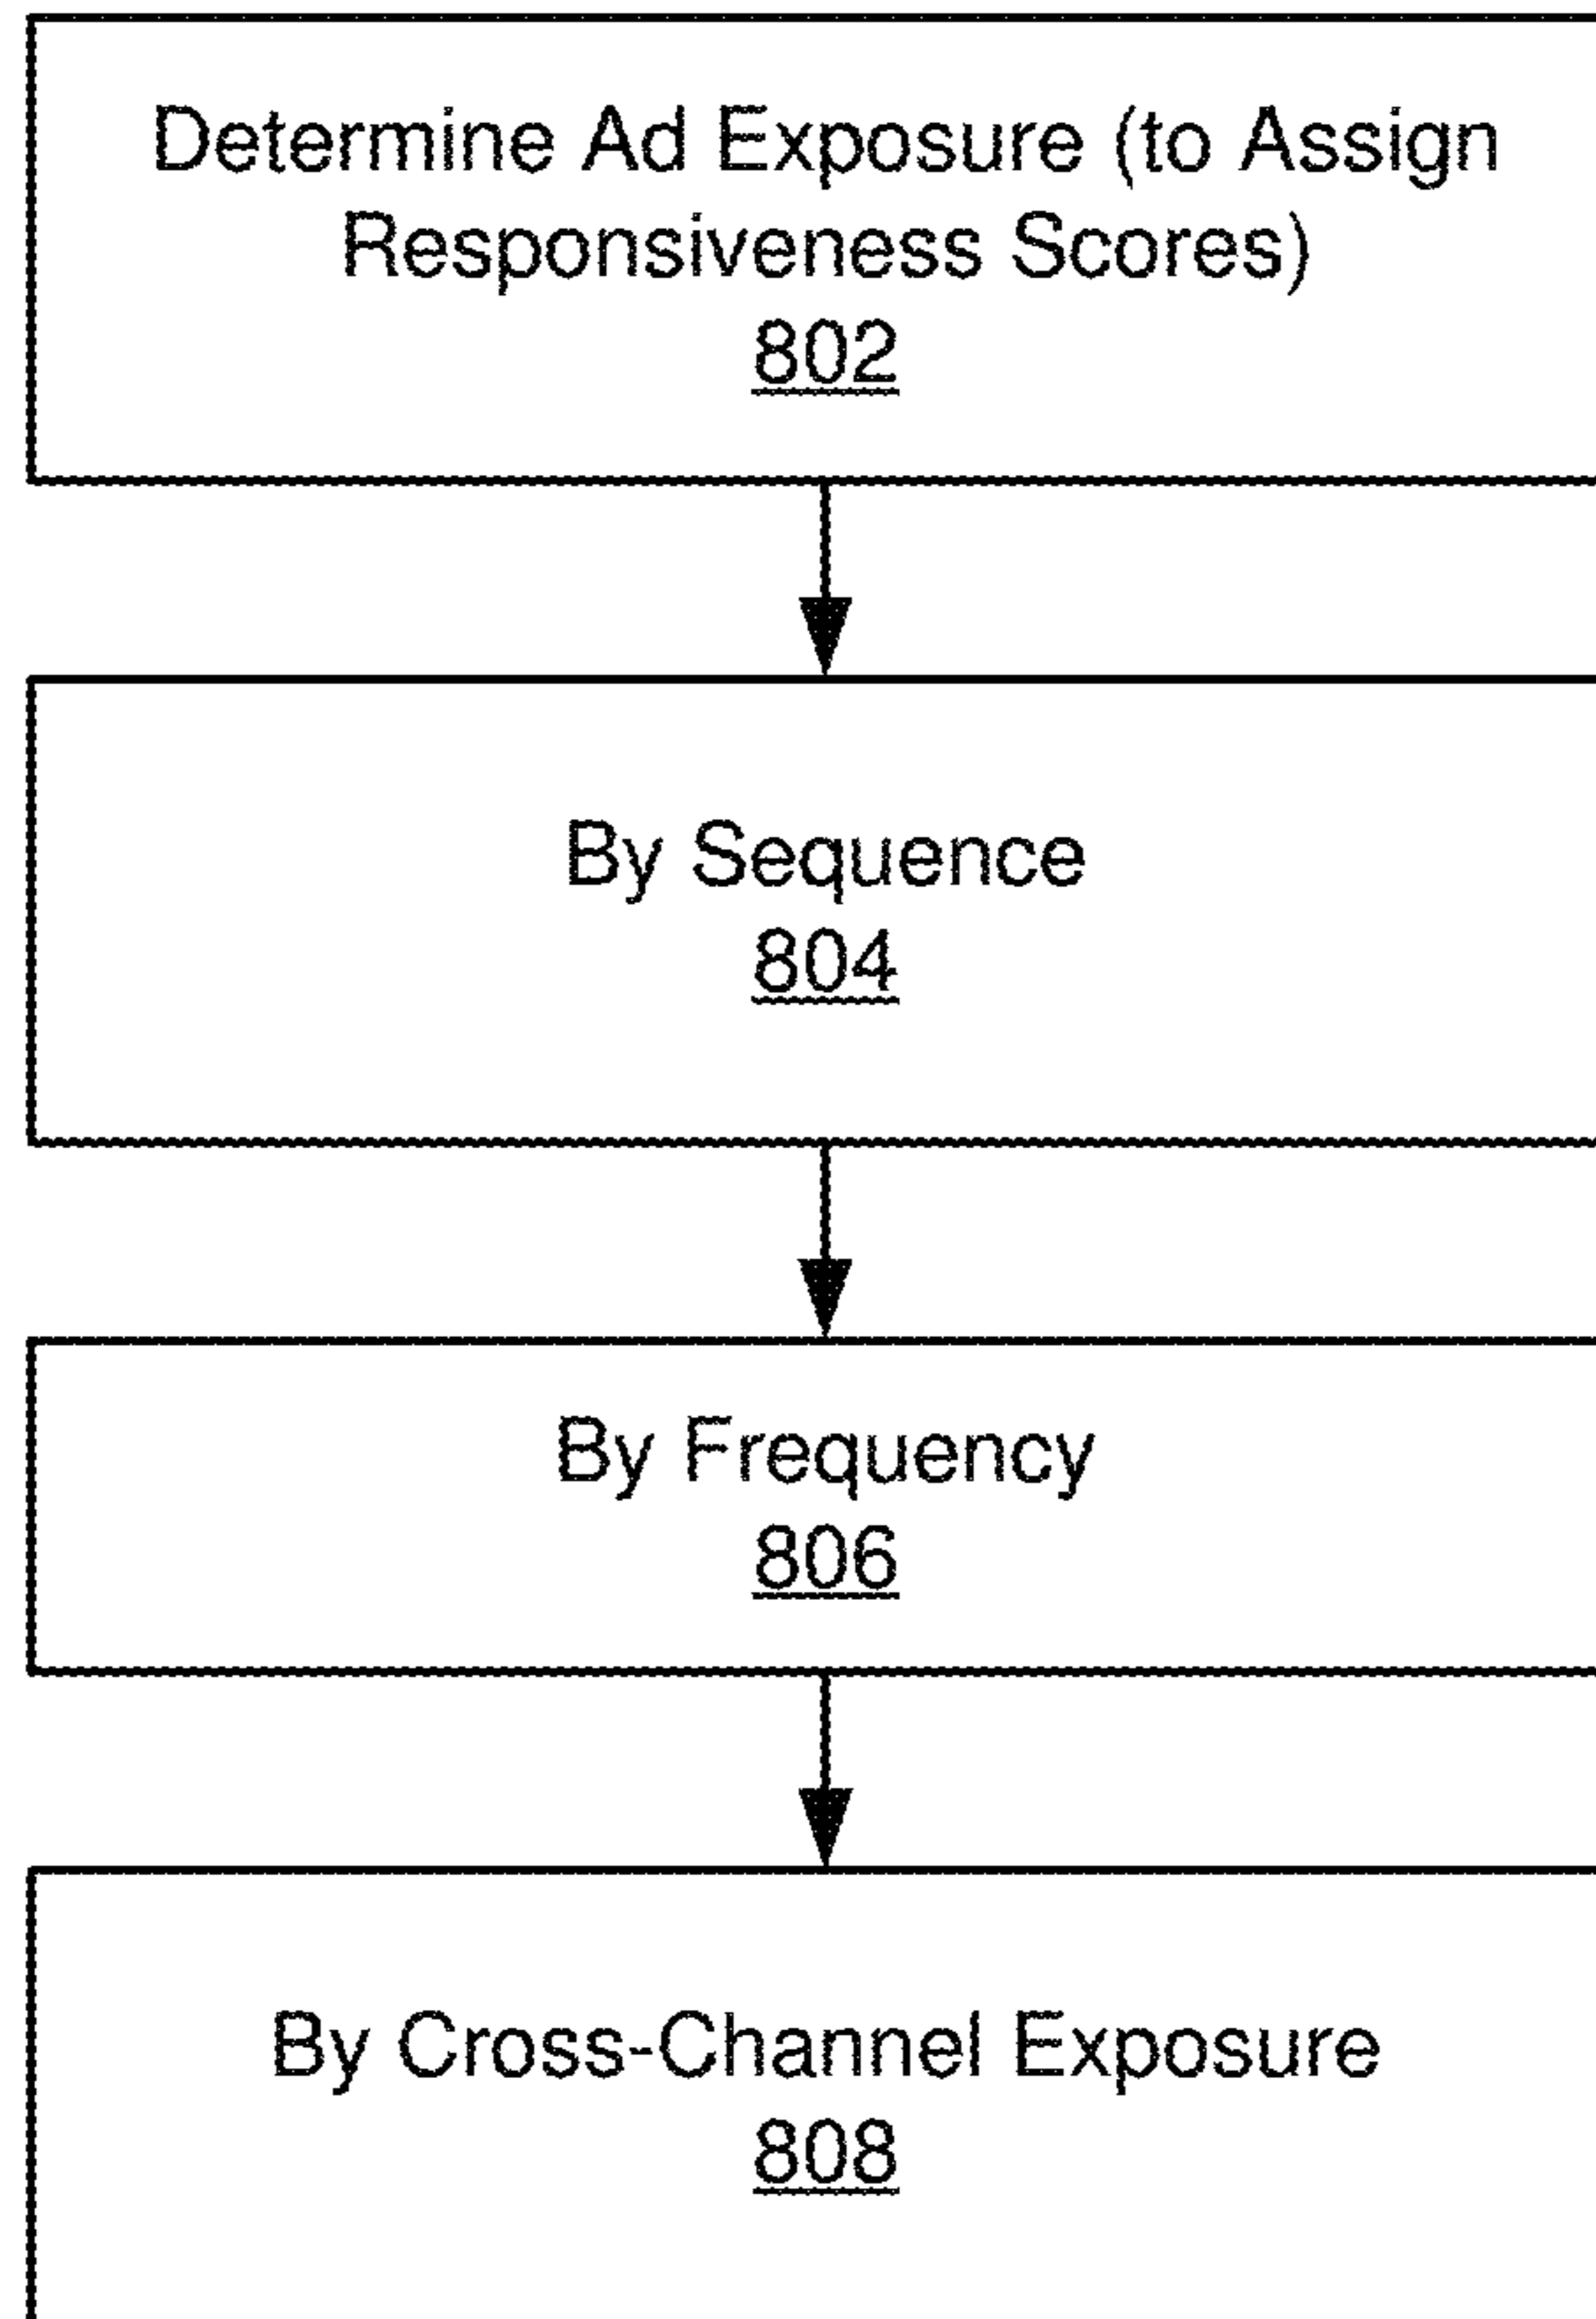 Determine Ad Exposure (to Assign
Responsiveness Scores)
802
By Sequence
804
By Frequency
806
By Cross-Channel Exposure
808